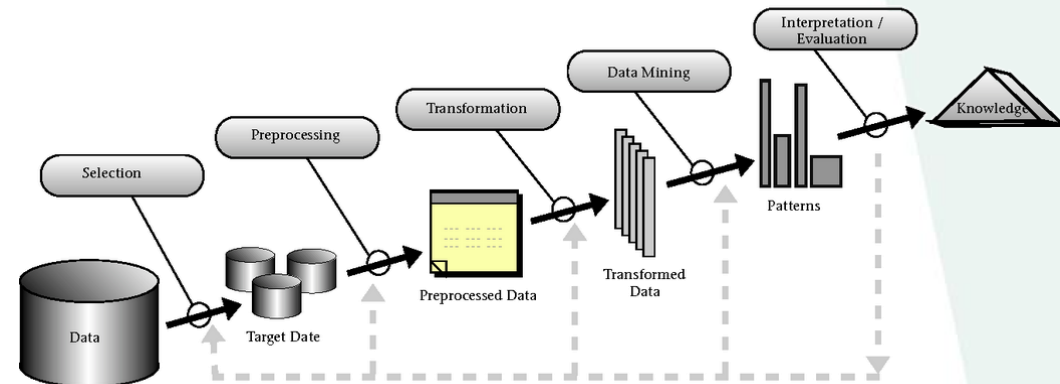 Interpretation /
Evaluation
Data Mining
Transformation
Preprocessing
Selection
Knowledge
Patterns
Transformed
Data
Preprocessed Data
Target Date
Data